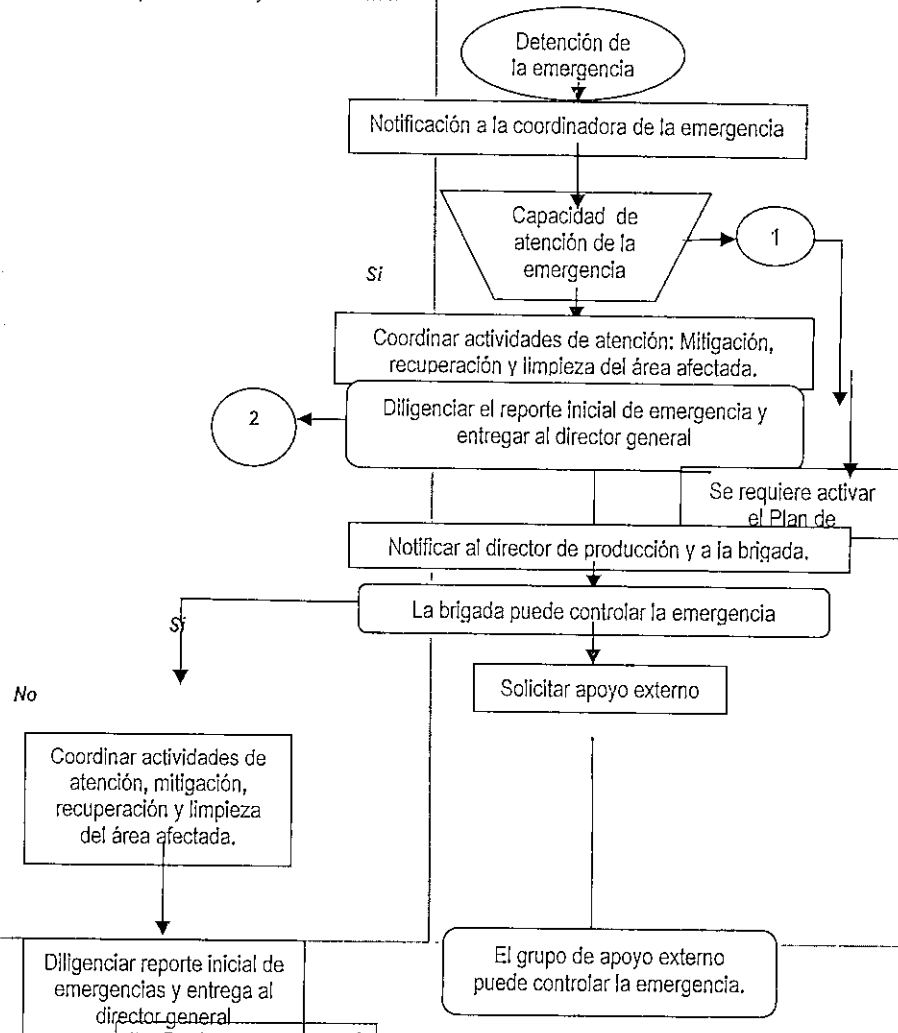 Detención de
la emergencia
Notificación a la coordinadora de la emergencia
Capacidad de
atención de la
emergencia
1
Si
Coordinar actividades de atención: Mitigación,
recuperación y limpieza del área afectada.
2
Diligenciar el reporte inicial de emergencia y
entregar al director general
Se requiere activar
el Plan de
Notificar al director de producción y a la brigada.
La brigada puede controlar la emergencia
Si
No
Solicitar apoyo externo
Coordinar actividades de
atención, mitigación,
recuperación y limpieza
del área afectada.
Diligenciar reporte inicial de
emergencias y entrega al
director general
El grupo de apoyo externo
puede controlar la emergencia.